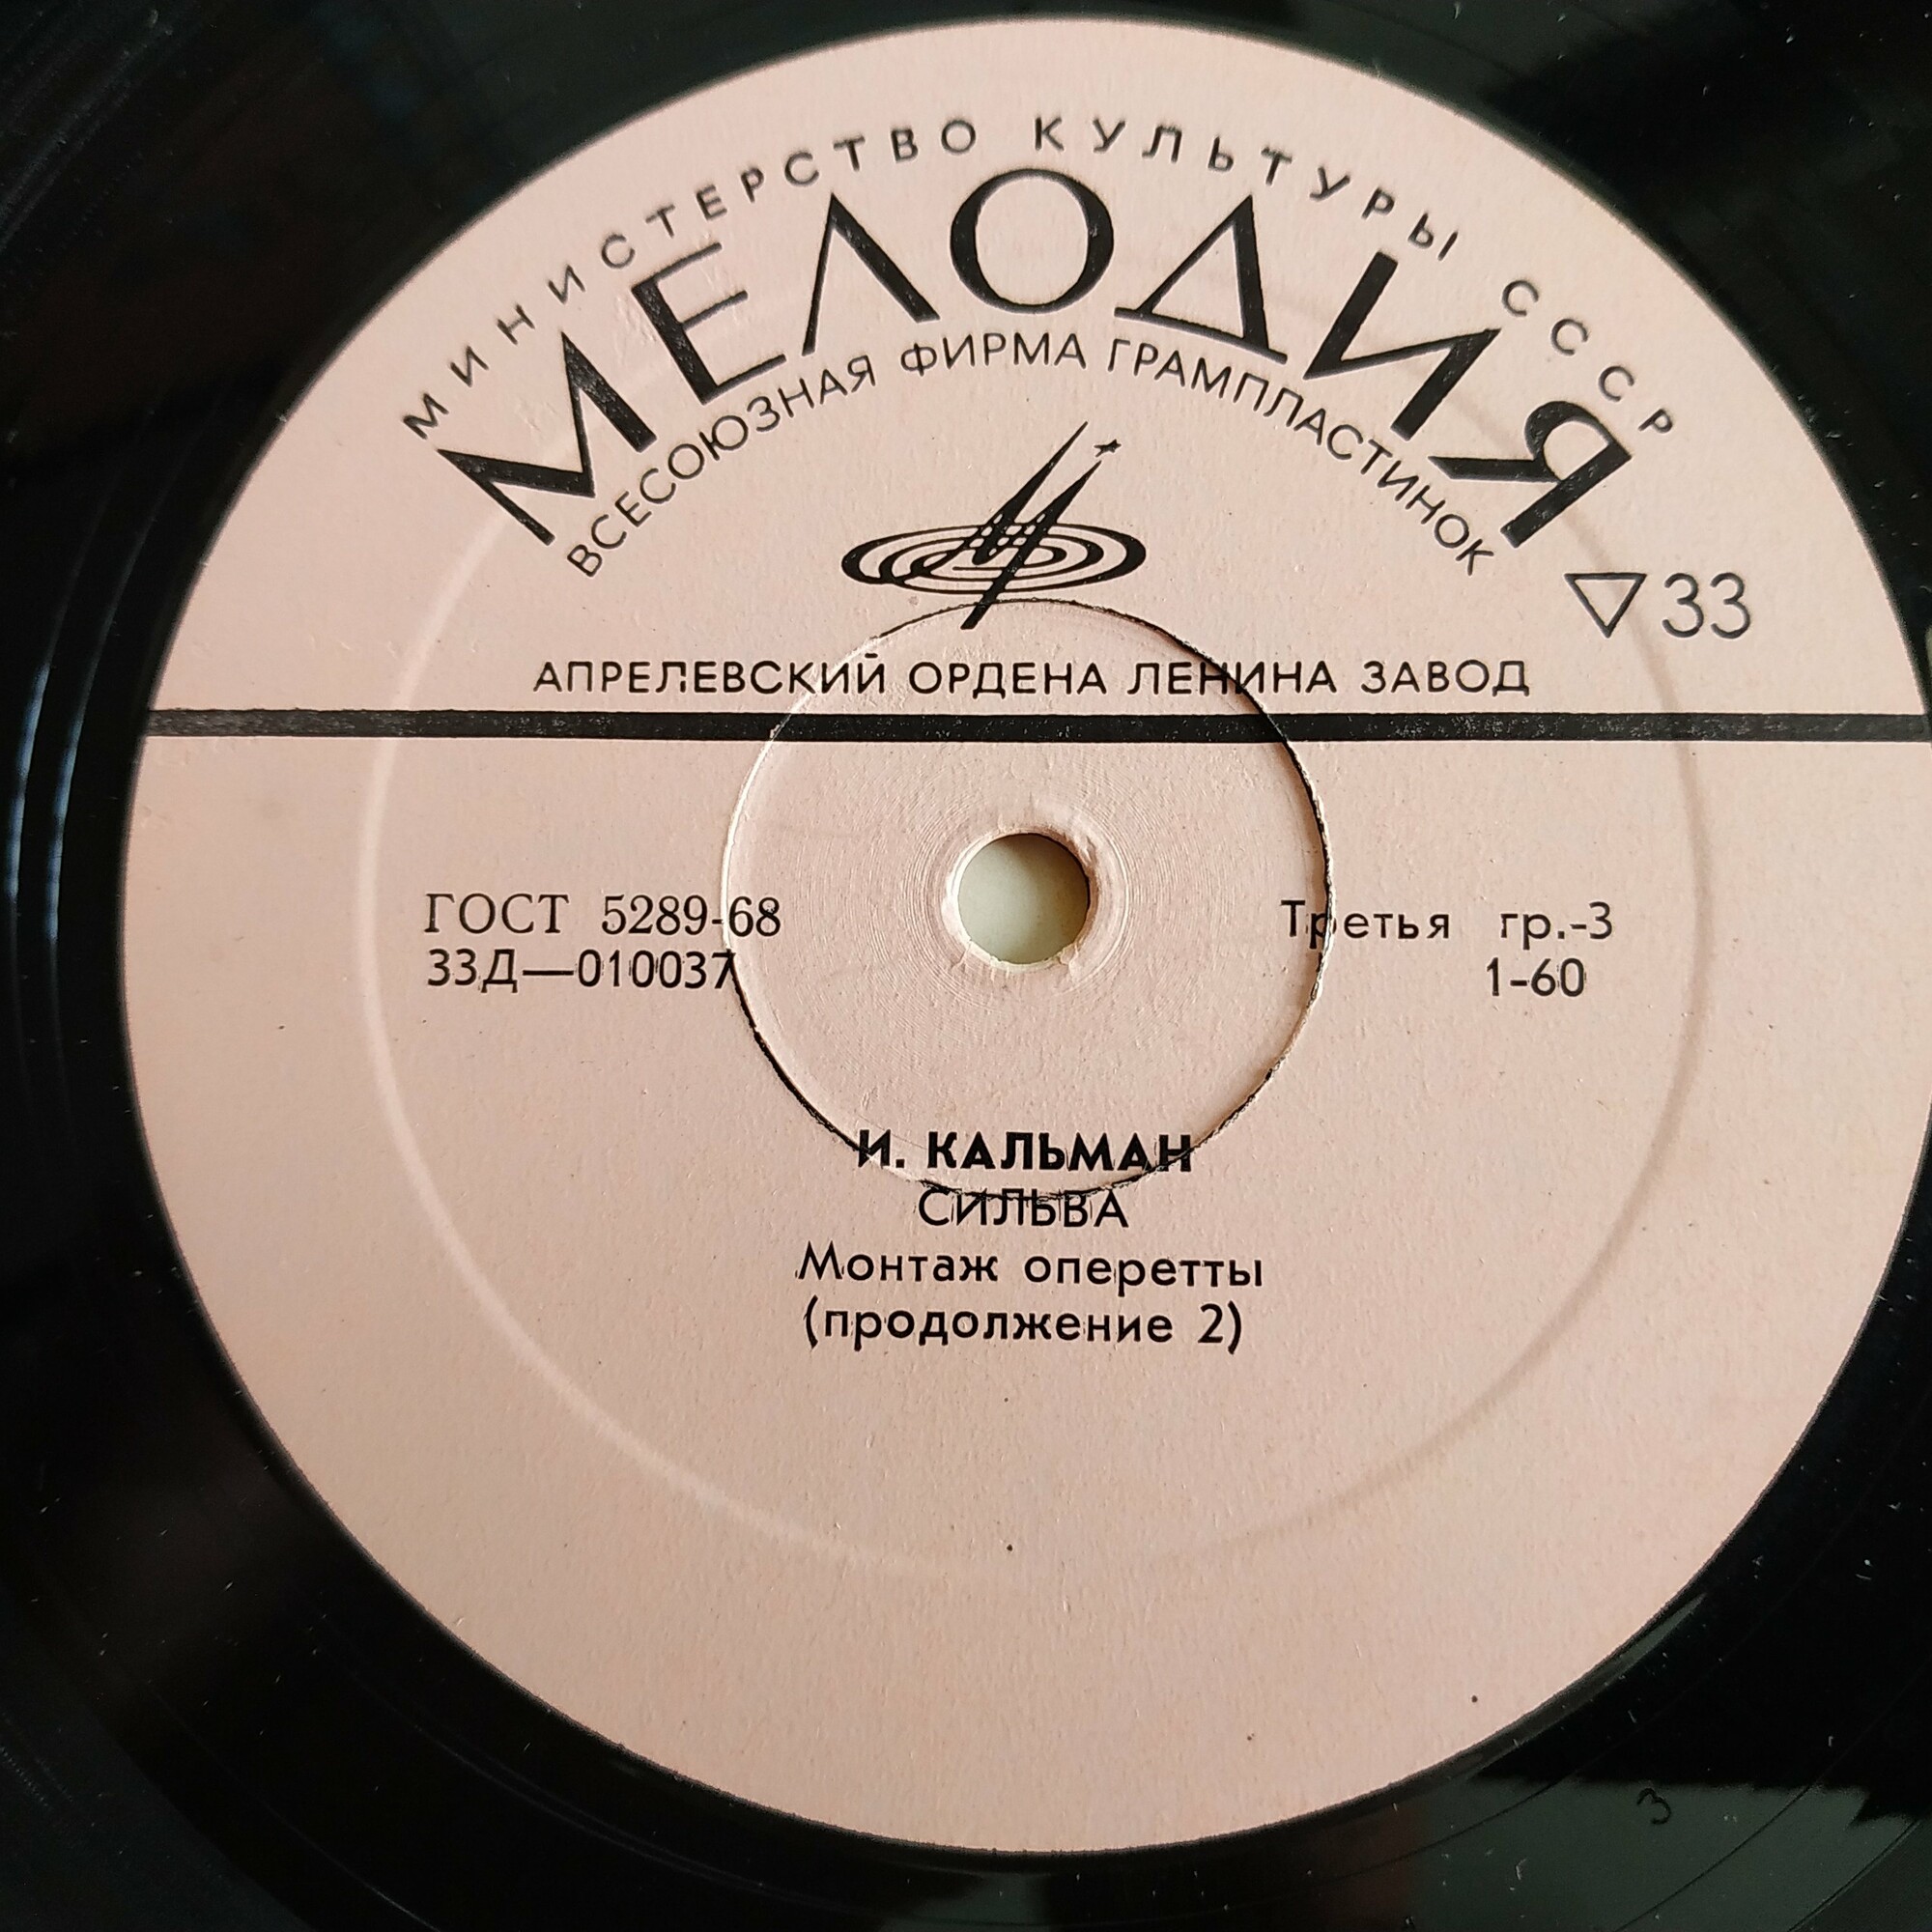 МИНИСТЕРСТВО КУЛЬТУРЫ СССР
МЕЛОДИЯ
ВСЕСОЮЗНАЯ ФИРМА ГРАМПЛАСТИНОК
▽33
АПРЕЛЕВСКИЙ ОРДЕНА ЛЕНИНА ЗАВОД
ГОСТ 5289-68
33Д—010037
Третья гр.-3
1-60
И. КАЛЬМАН
СИЛЬВА
Монтаж оперетты
(продолжение 2)
3